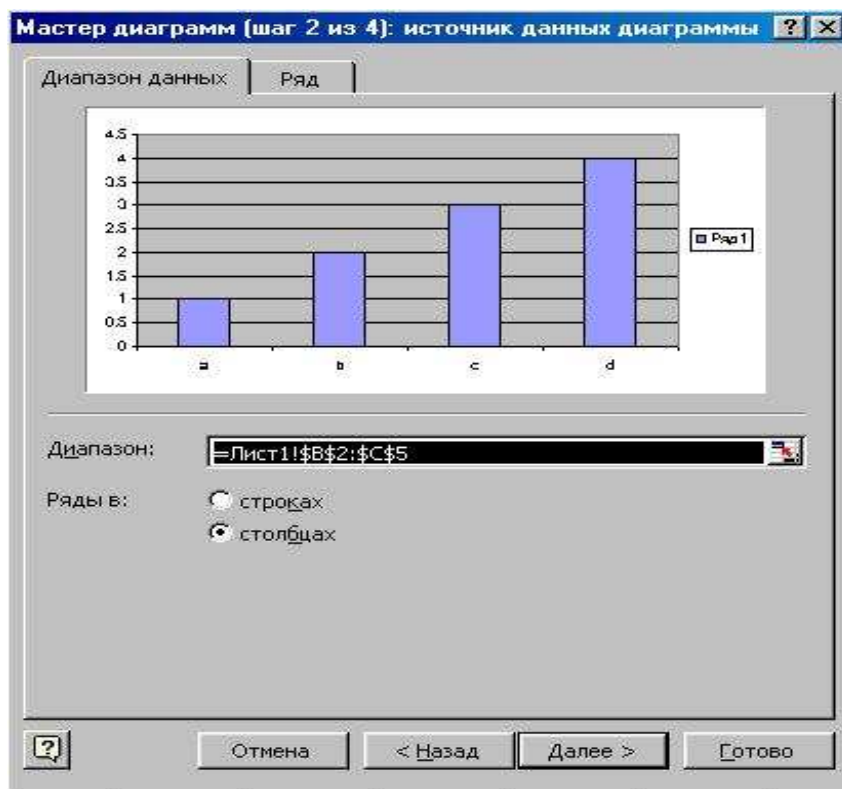 Мастер диаграмм (шаг 2 из 4): источник данных диаграммы ? X
Диапазон данных Ряд
4.5
4
3.5
3
2.5
2
1.5
1
0.5
0
a b c d
Ряд1
Диапазон: =Лист1!$B$2:$C$5
Ряды в: строках
столбцах
? Отмена < Назад Далее > Готово